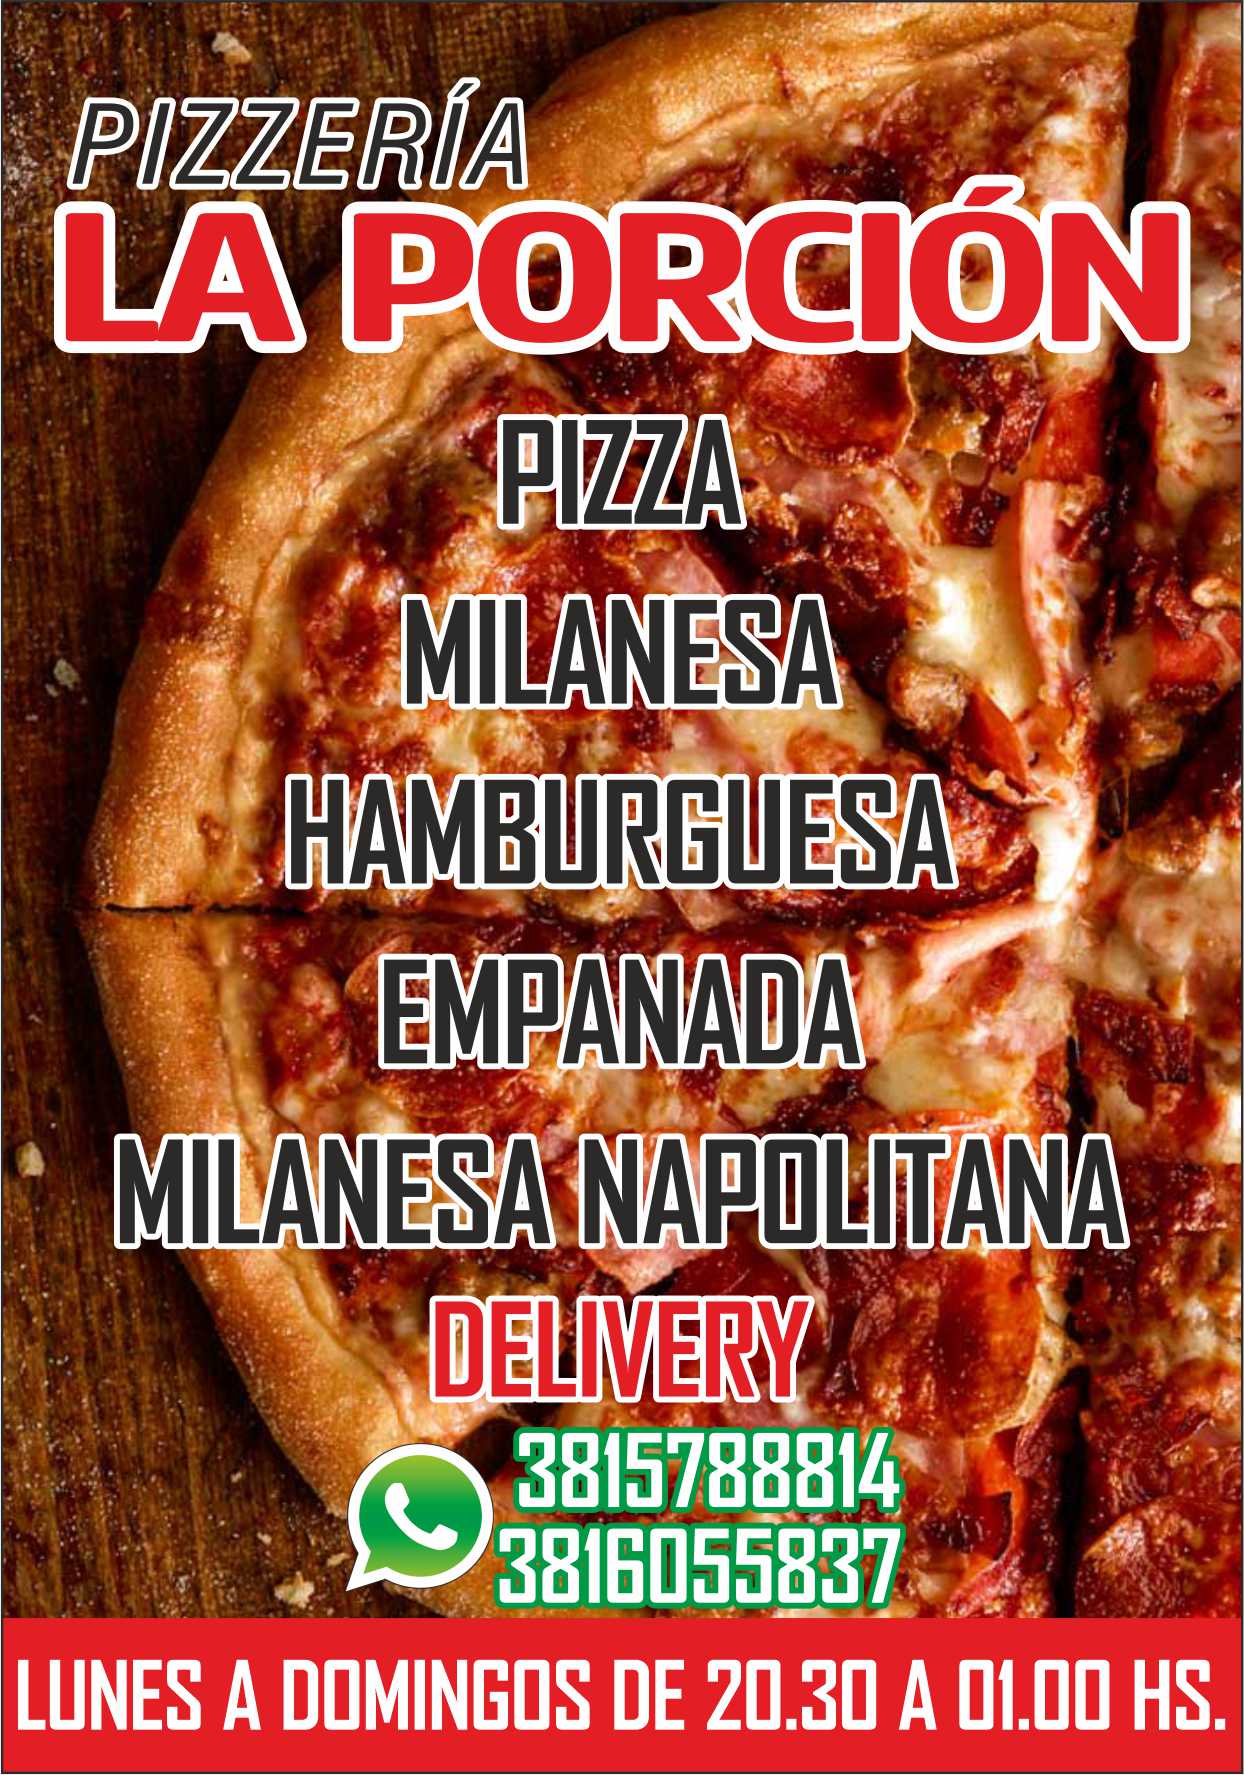 PIZZERÍA
LA PORCIÓN
PIZZA
MILANESA
HAMBURGUESA
EMPANADA
MILANESA NAPOLITANA
DELIVERY
3815788814
3816055837
LUNES A DOMINGOS DE 20.30 A 01.00 HS.